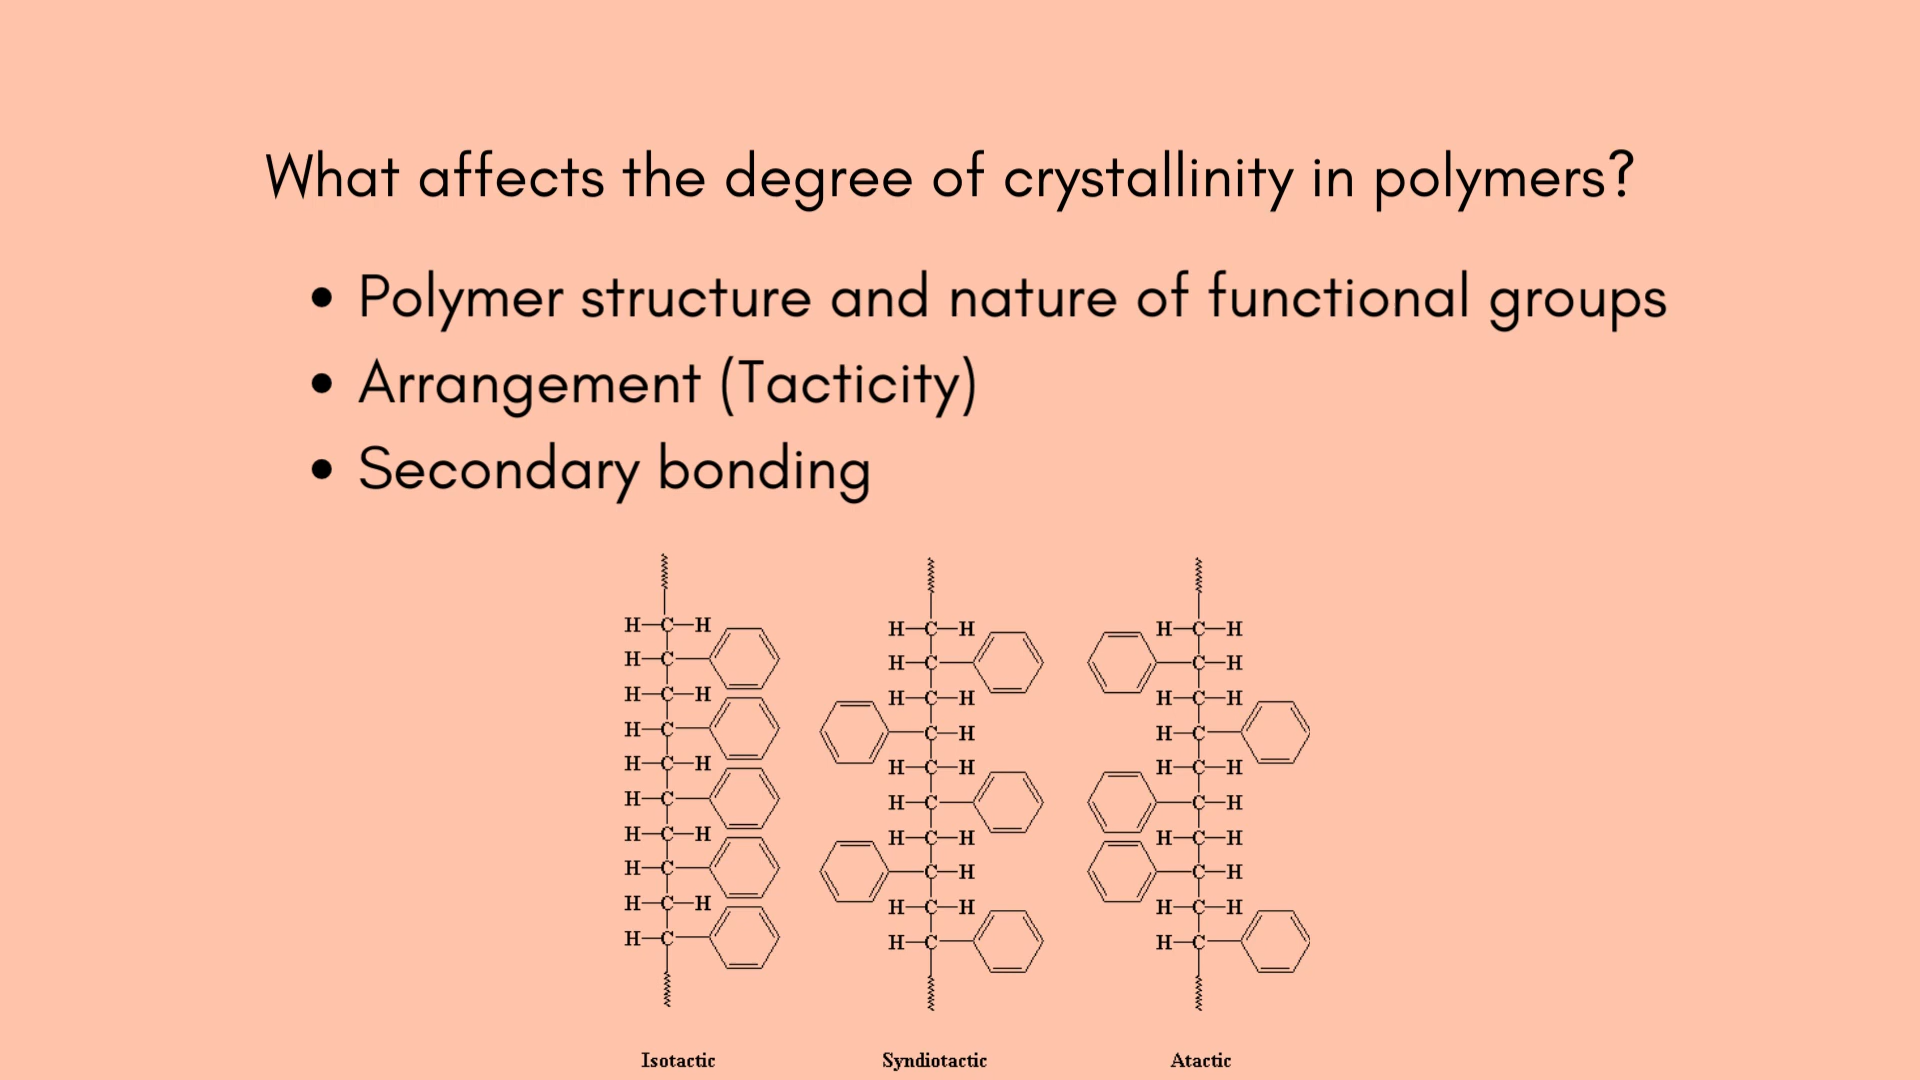 What affects the degree of crystallinity in polymers?
• Polymer structure and nature of functional groups
• Arrangement (Tacticity)
• Secondary bonding
H—C—H H—C—H H—C—H
H—C H—C C—H
H—C—H H—C—H H—C—H
H—C C—H H—C
H—C—H H—C—H H—C—H
H—C H—C C—H
H—C—H H—C—H H—C—H
H—C C—H C—H
H—C—H H—C—H H—C—H
H—C H—C H—C
Isotactic Syndiotactic Atactic